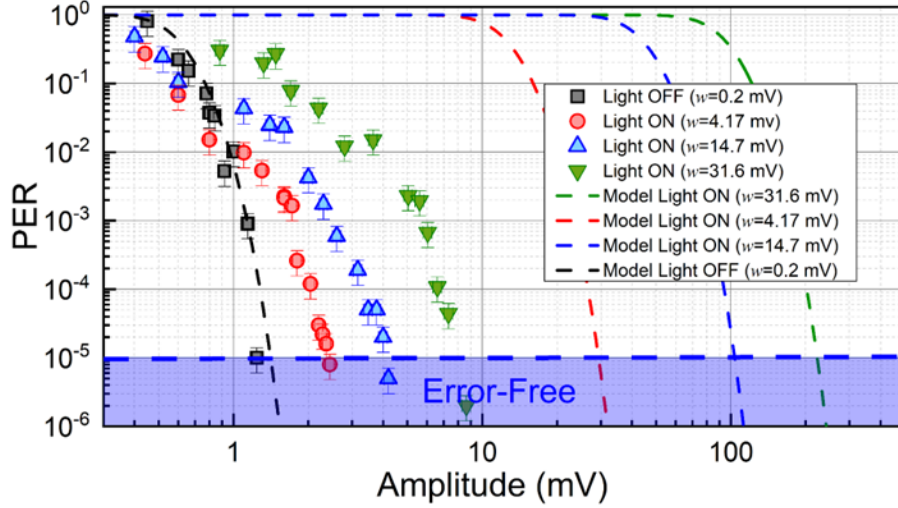 PER
10⁰
10⁻¹
10⁻²
10⁻³
10⁻⁴
10⁻⁵
10⁻⁶
Light OFF (w=0.2 mV)
Light ON (w=4.17 mv)
Light ON (w=14.7 mV)
Light ON (w=31.6 mV)
Model Light ON (w=31.6 mV)
Model Light ON (w=4.17 mV)
Model Light ON (w=14.7 mV)
Model Light OFF (w=0.2 mV)
Error-Free
1 10 100
Amplitude (mV)